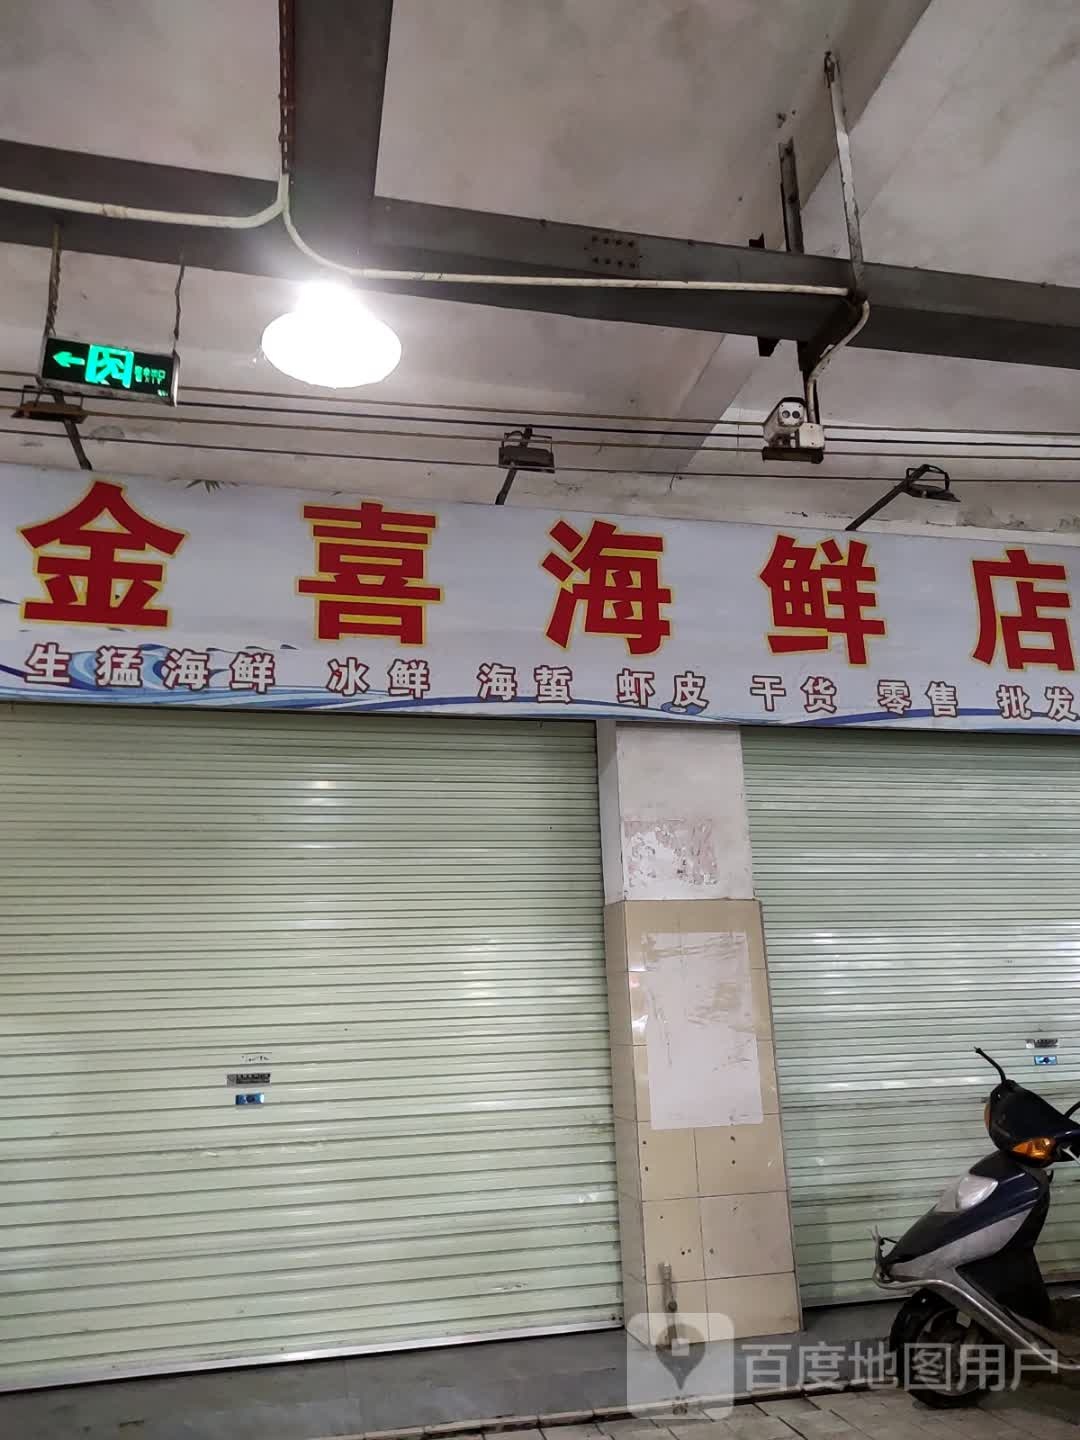 金喜海鲜店
生猛海鲜 冰鲜 海蜇 虾皮 干货 零售 批发
百度地图用户